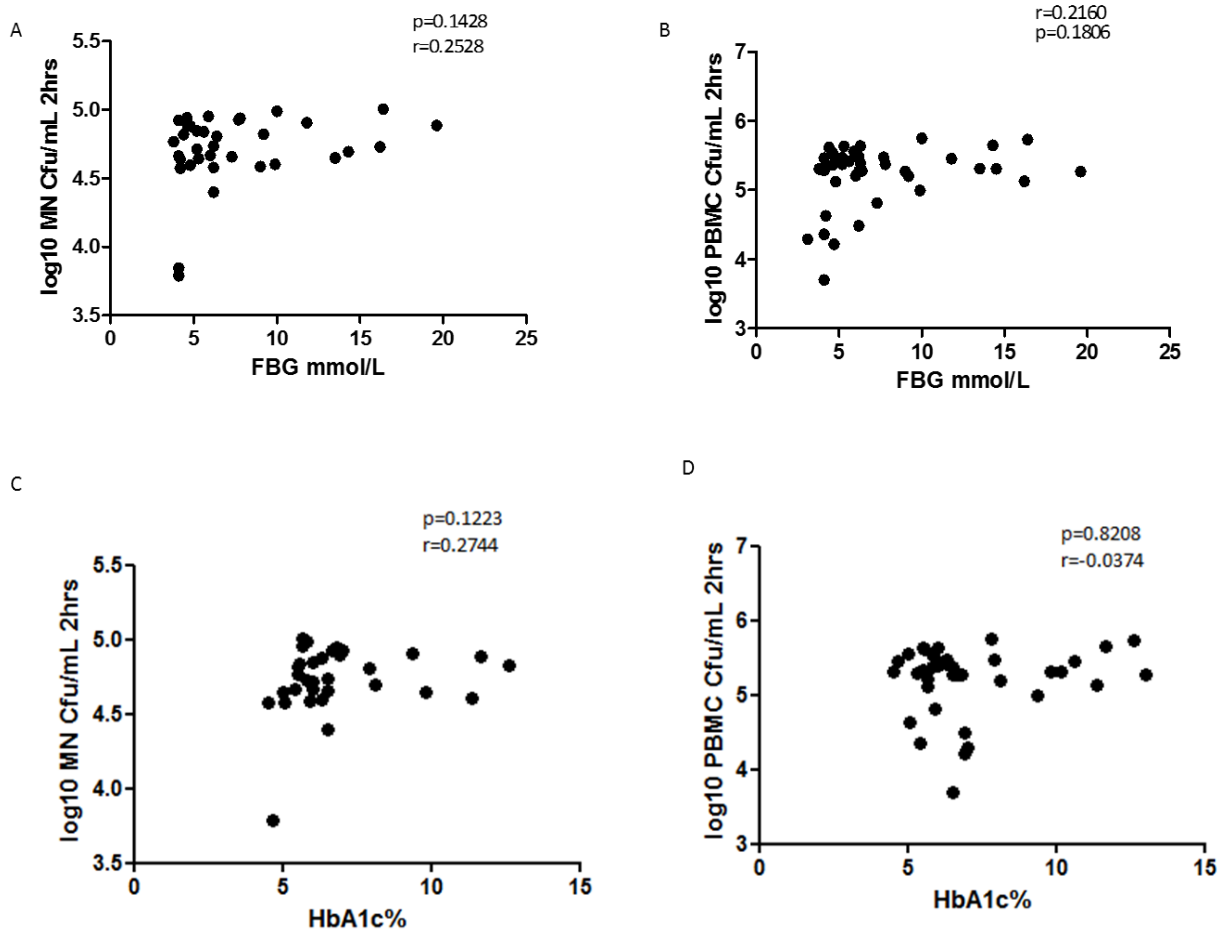 A
p=0.1428
r=0.2528
log10 MN Cfu/mL 2hrs
5.5
5.0
4.5
4.0
3.5
0 5 10 15 20 25
FBG mmol/L
B
r=0.2160
p=0.1806
log10 PBMC Cfu/mL 2hrs
7
6
5
4
3
0 5 10 15 20 25
FBG mmol/L
C
p=0.1223
r=0.2744
log10 MN Cfu/mL 2hrs
5.5
5.0
4.5
4.0
3.5
0 5 10 15
HbA1c%
D
p=0.8208
r=-0.0374
log10 PBMC Cfu/mL 2hrs
7
6
5
4
3
0 5 10 15
HbA1c%